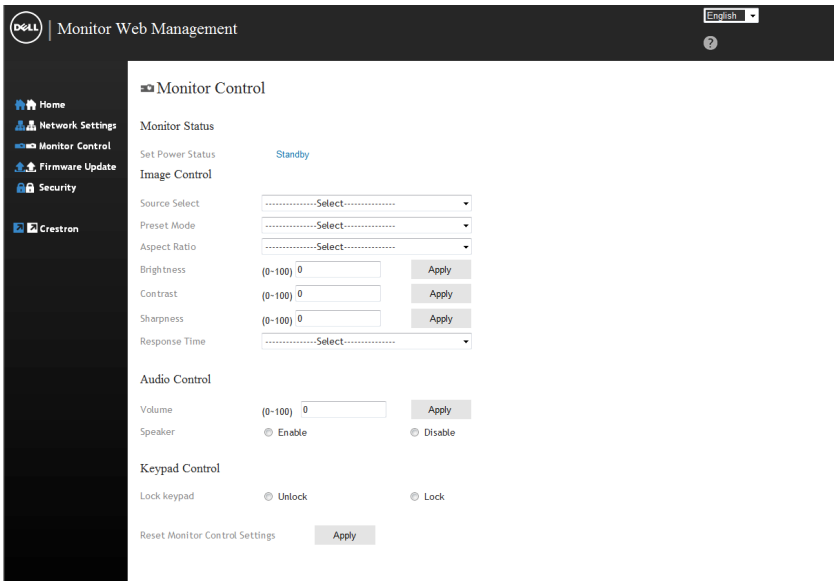 DELL
Monitor Web Management
English
?
Home
Network Settings
Monitor Control
Firmware Update
Security
Crestron
Monitor Control
Monitor Status
Set Power Status Standby
Image Control
Source Select ---------------Select---------------
Preset Mode ---------------Select---------------
Aspect Ratio ---------------Select---------------
Brightness (0~100) 0 Apply
Contrast (0~100) 0 Apply
Sharpness (0~100) 0 Apply
Response Time ---------------Select---------------
Audio Control
Volume (0~100) 0 Apply
Speaker Enable Disable
Keypad Control
Lock keypad Unlock Lock
Reset Monitor Control Settings Apply